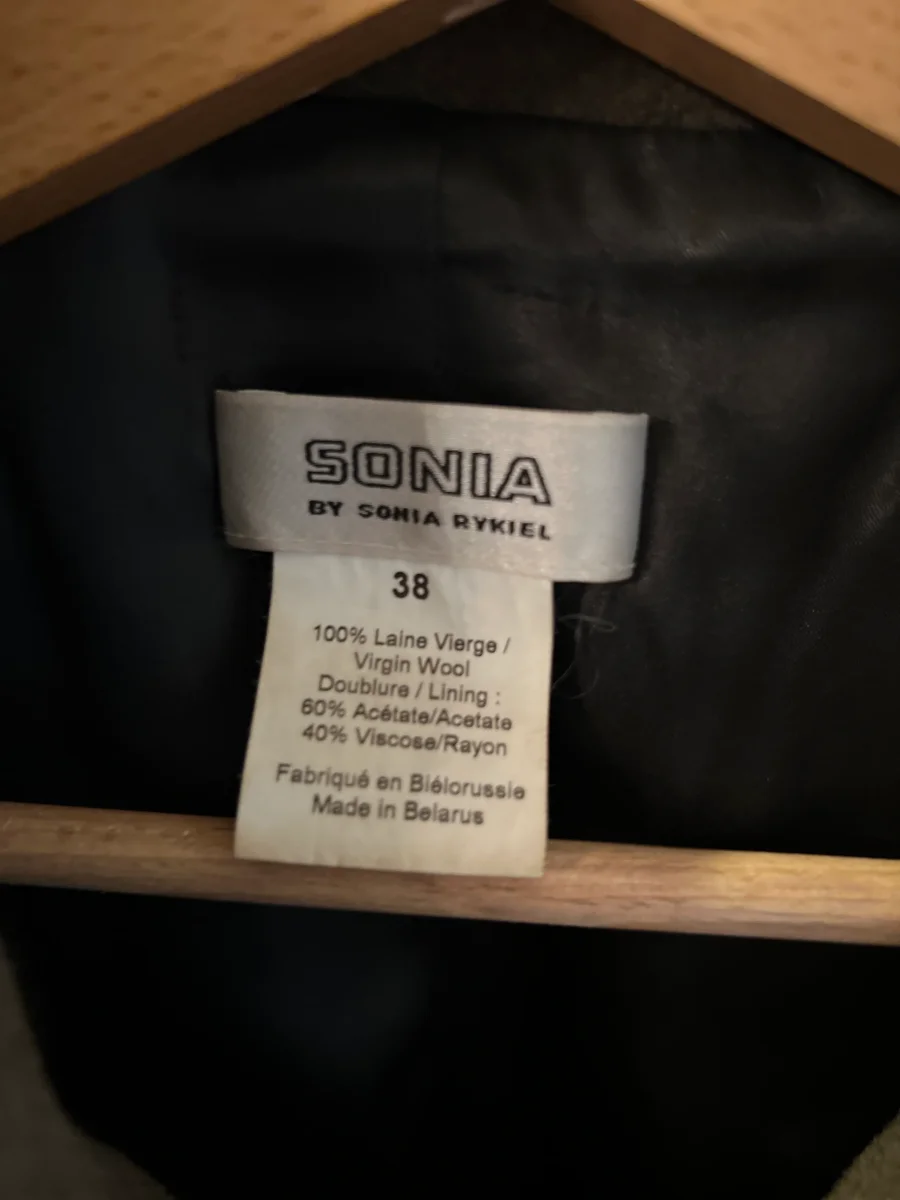 SONIA
BY SONIA RYKIEL
38
100% Laine Vierge /
Virgin Wool
Doublure / Lining :
60% Acétate/Acetate
40% Viscose/Rayon
Fabriqué en Biélorussie
Made in Belarus